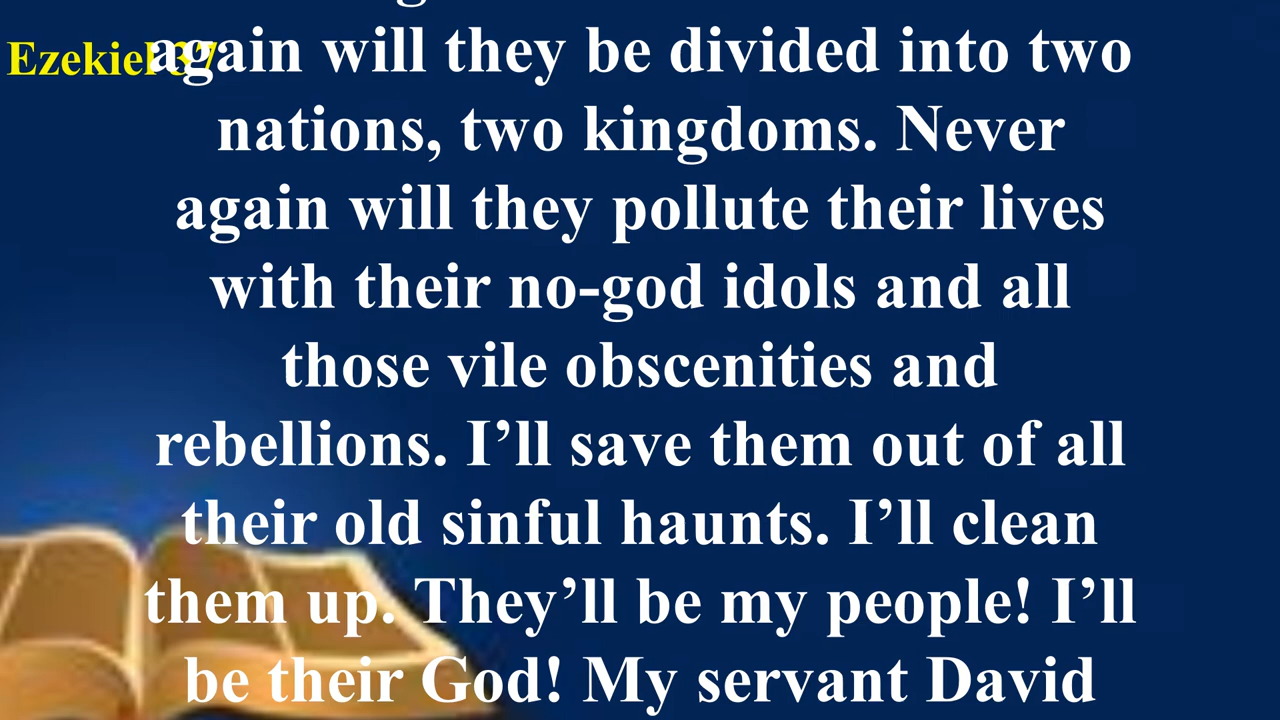 Ezekiel 37
again will they be divided into two
nations, two kingdoms. Never
again will they pollute their lives
with their no-god idols and all
those vile obscenities and
rebellions. I’ll save them out of all
their old sinful haunts. I’ll clean
them up. They’ll be my people! I’ll
be their God! My servant David